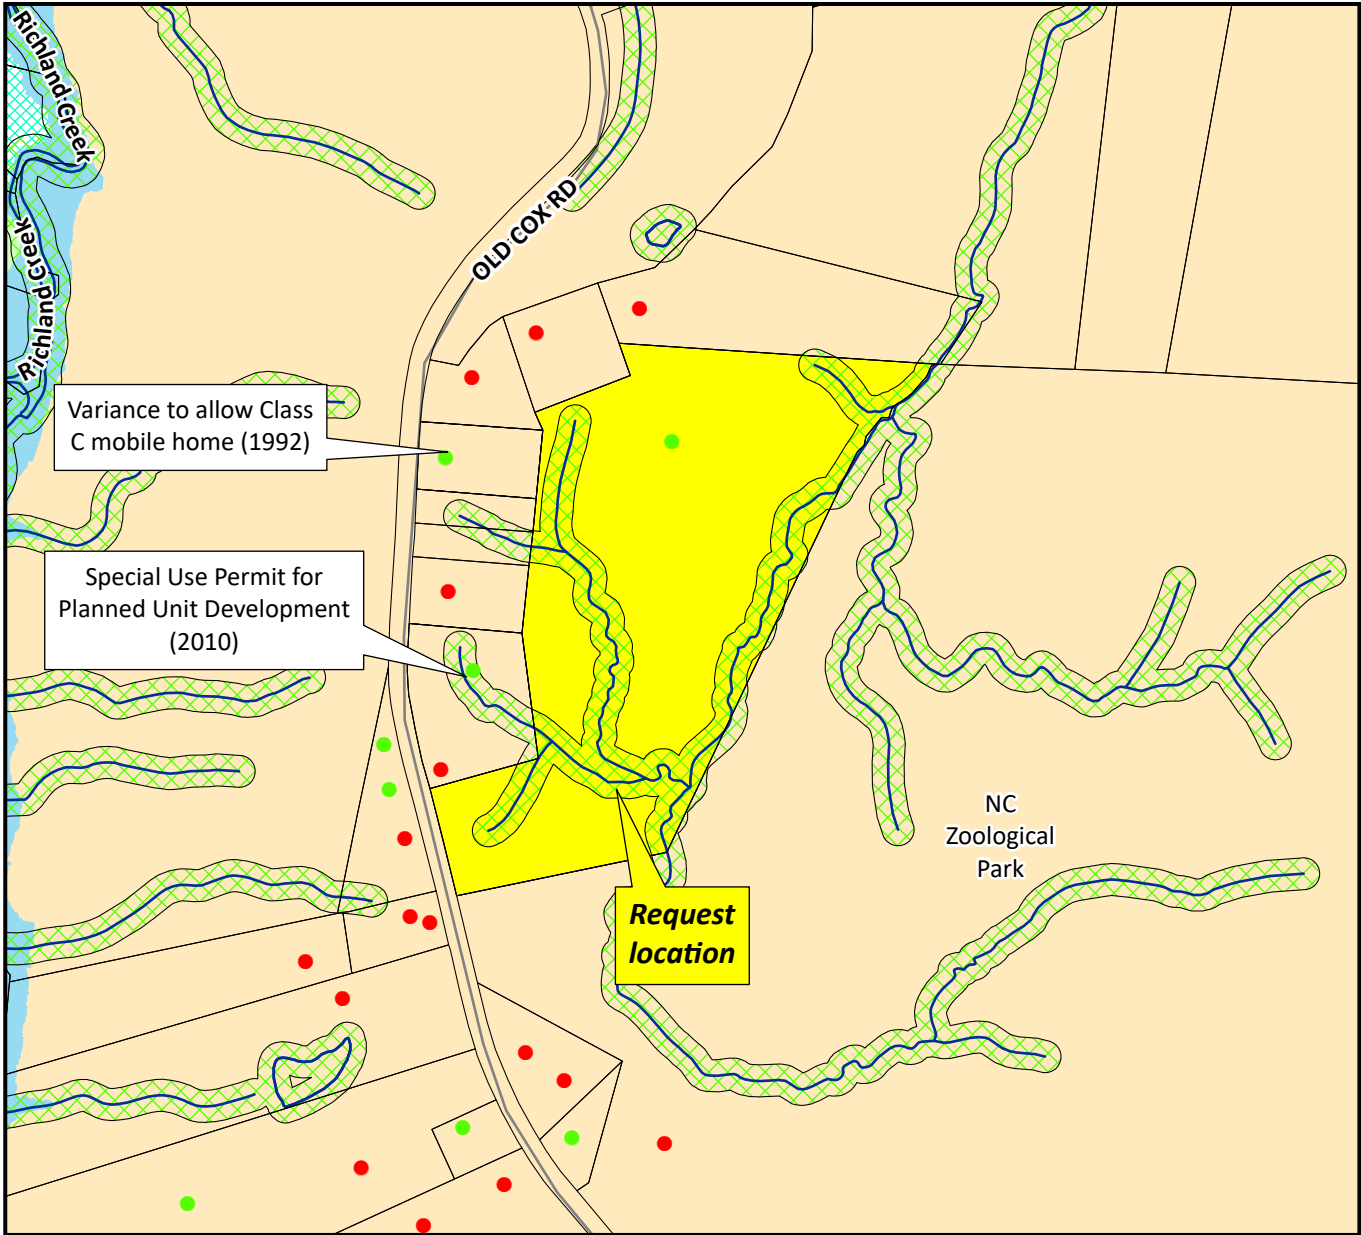 Richland Creek
Richland Creek
OLD COX RD
Variance to allow Class
C mobile home (1992)
Special Use Permit for
Planned Unit Development
(2010)
NC
Zoological
Park
Request
location